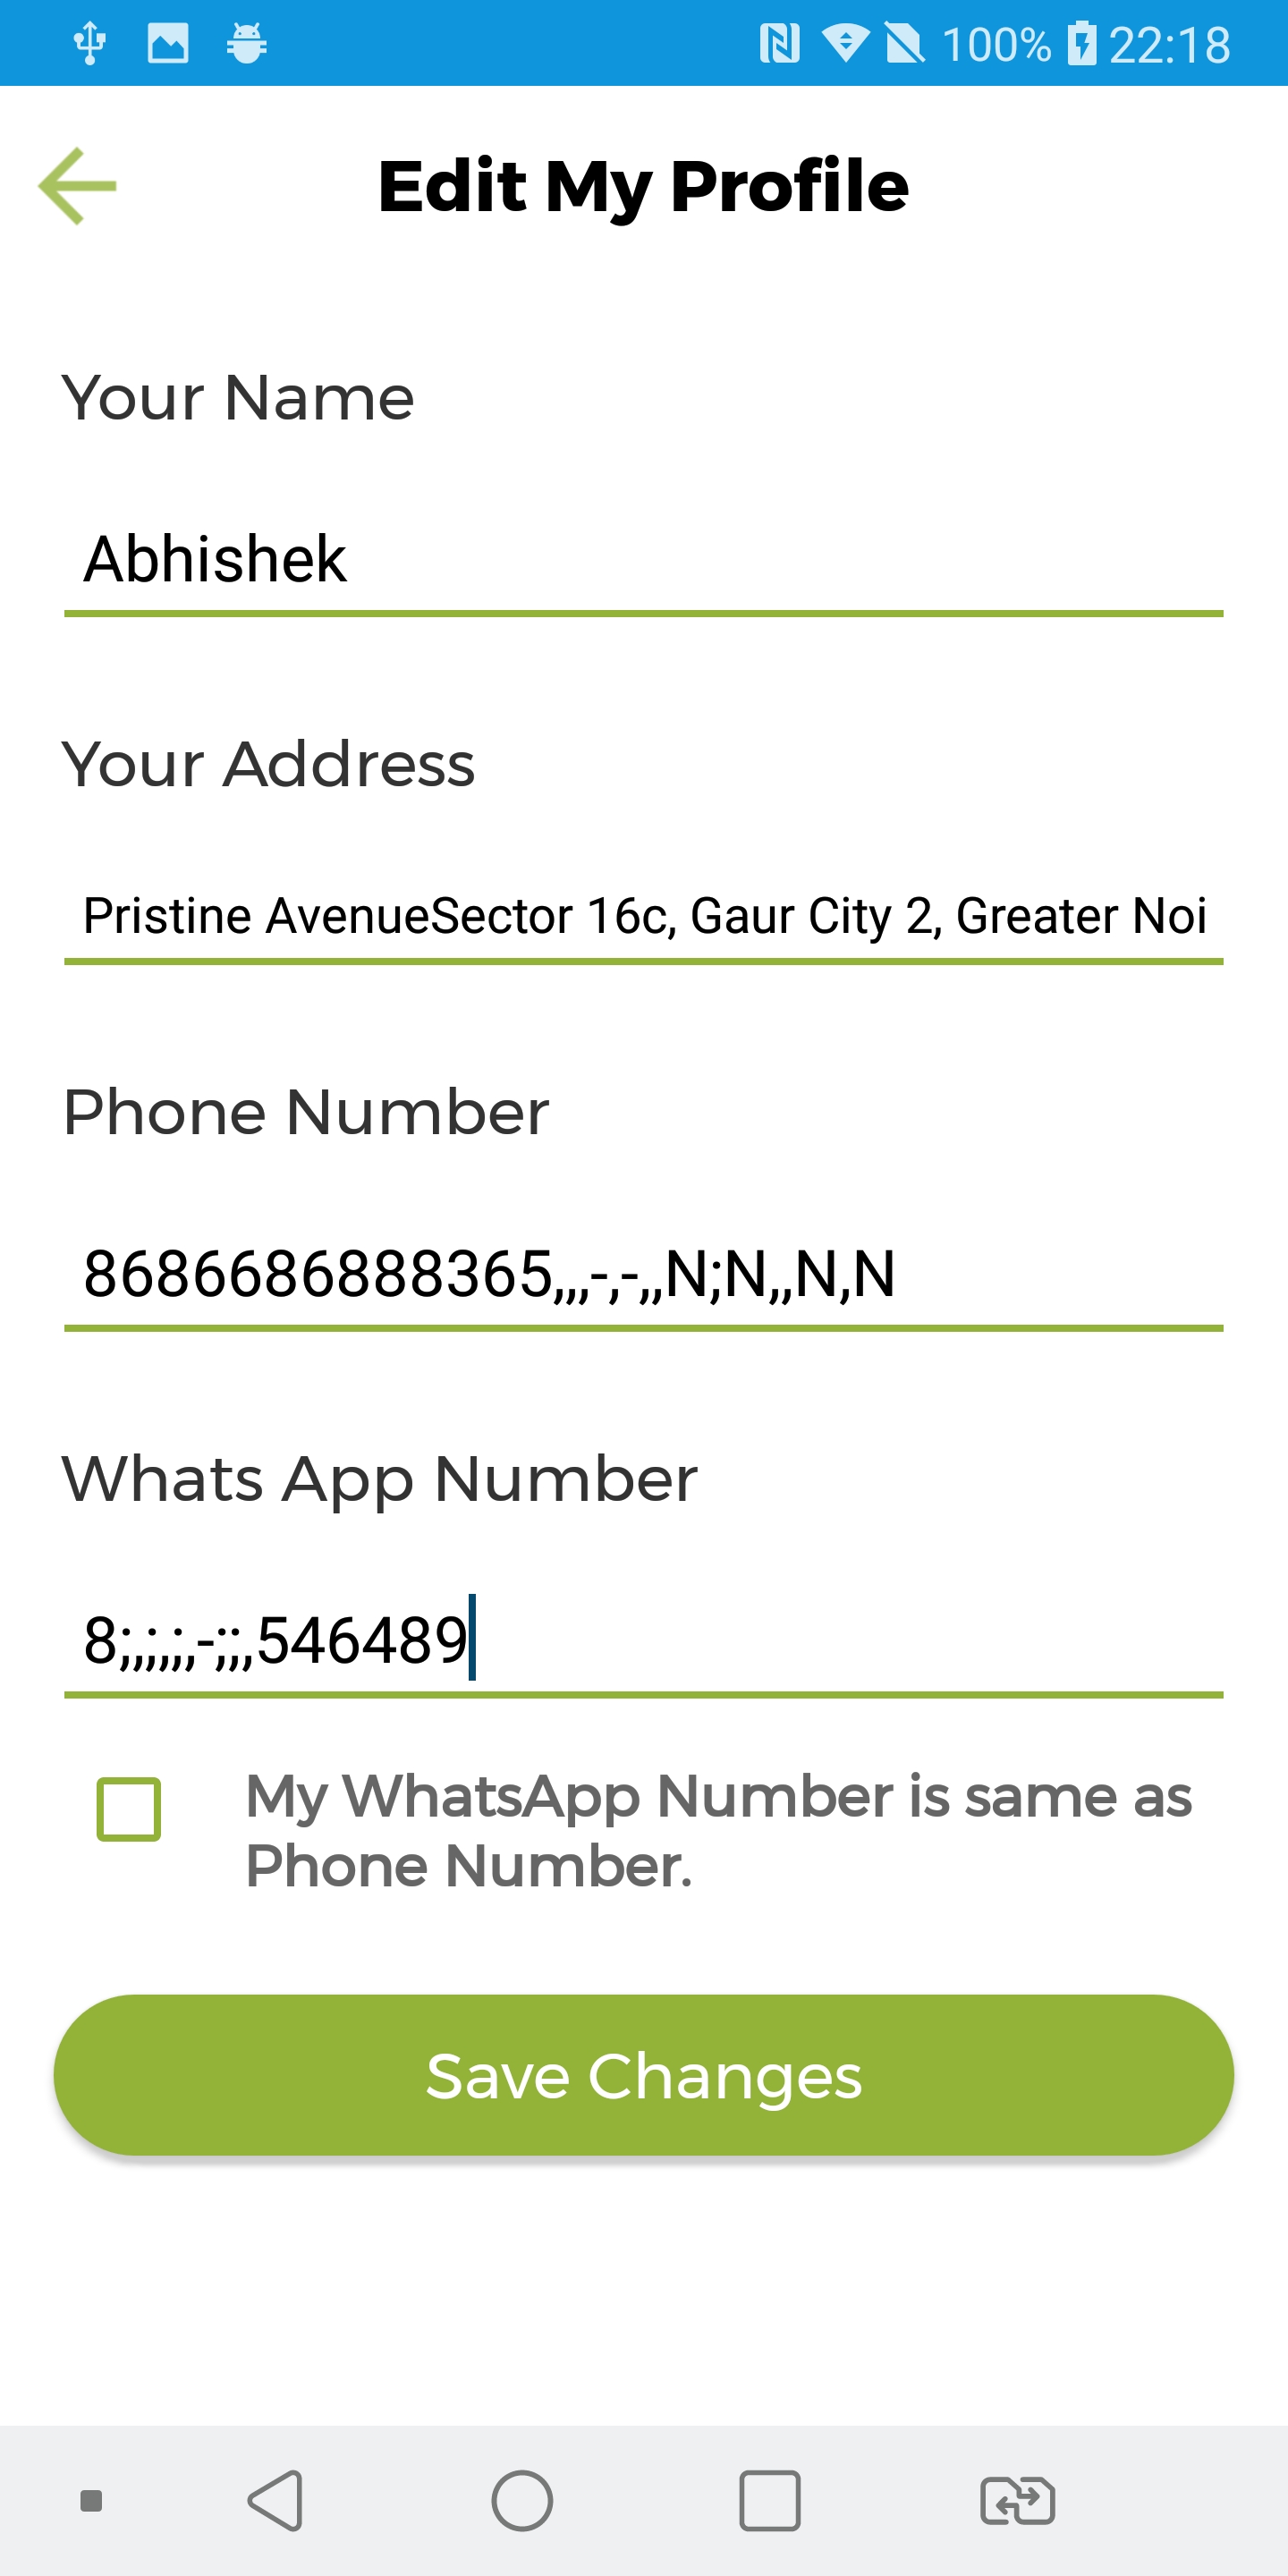 100% 22:18
Edit My Profile
Your Name
Abhishek
Your Address
Pristine AvenueSector 16c, Gaur City 2, Greater Noi
Phone Number
8686686888365,,,-,-,,N;N,,N,N
Whats App Number
8;,;,;,-;;,546489
My WhatsApp Number is same as
Phone Number.
Save Changes